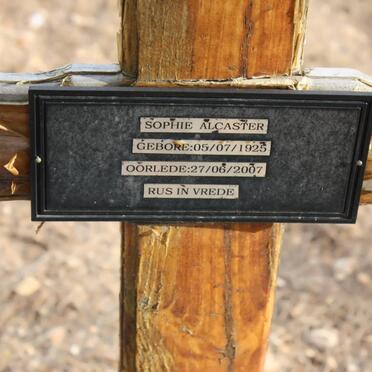 SOPHIE ALCASTER
GEBORE:05/07/1925
OORLEDE:27/06/2007
RUS IN VREDE